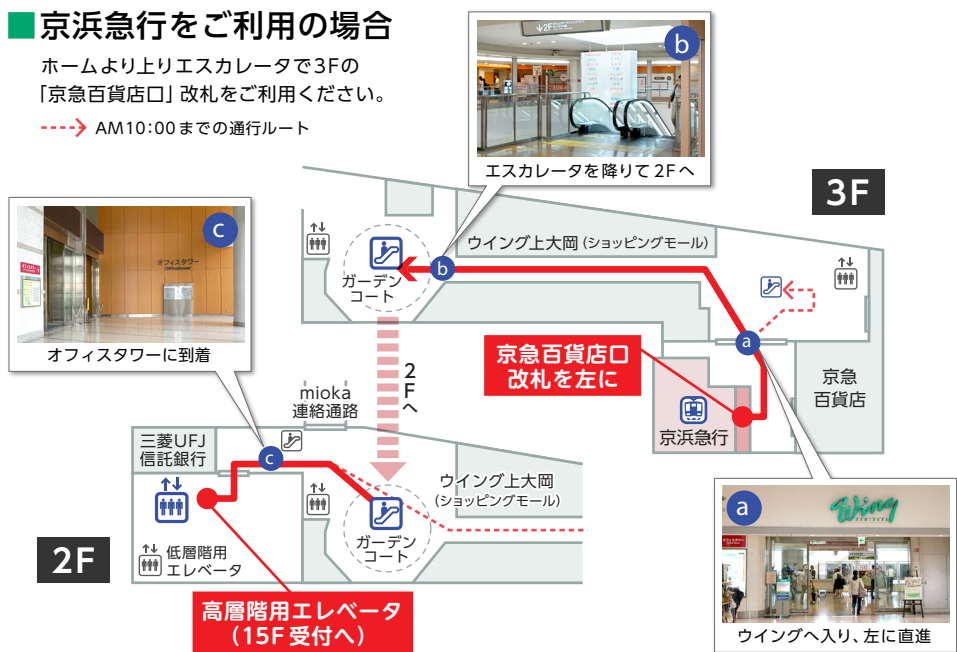 京浜急行をご利用の場合
ホームより上りエスカレータで3Fの
「京急百貨店口」改札をご利用ください。
AM10:00までの通行ルート
2F
b
エスカレータを降りて2Fへ
3F
c
オフィスタワー
オフィスタワーに到着
ウイング上大岡(ショッピングモール)
b
ガーデン
コート
a
京急百貨店口
改札を左に
京急
百貨店
京浜急行
2Fへ
mioka
連絡通路
三菱UFJ
信託銀行
c
ウイング上大岡
(ショッピングモール)
ガーデン
コート
2F
低層階用
エレベータ
高層階用エレベータ
(15F受付へ)
a
Wing
ウイングへ入り、左に直進